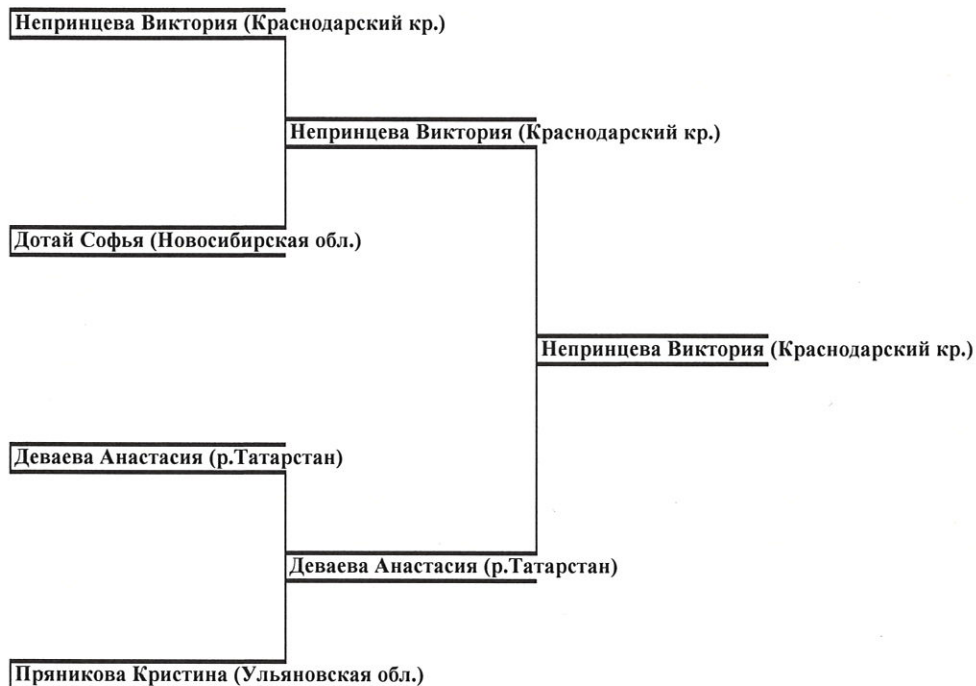 Непринцева Виктория (Краснодарский кр.)
Непринцева Виктория (Краснодарский кр.)
Дотай Софья (Новосибирская обл.)
Непринцева Виктория (Краснодарский кр.)
Деваева Анастасия (р.Татарстан)
Деваева Анастасия (р.Татарстан)
Пряникова Кристина (Ульяновская обл.)